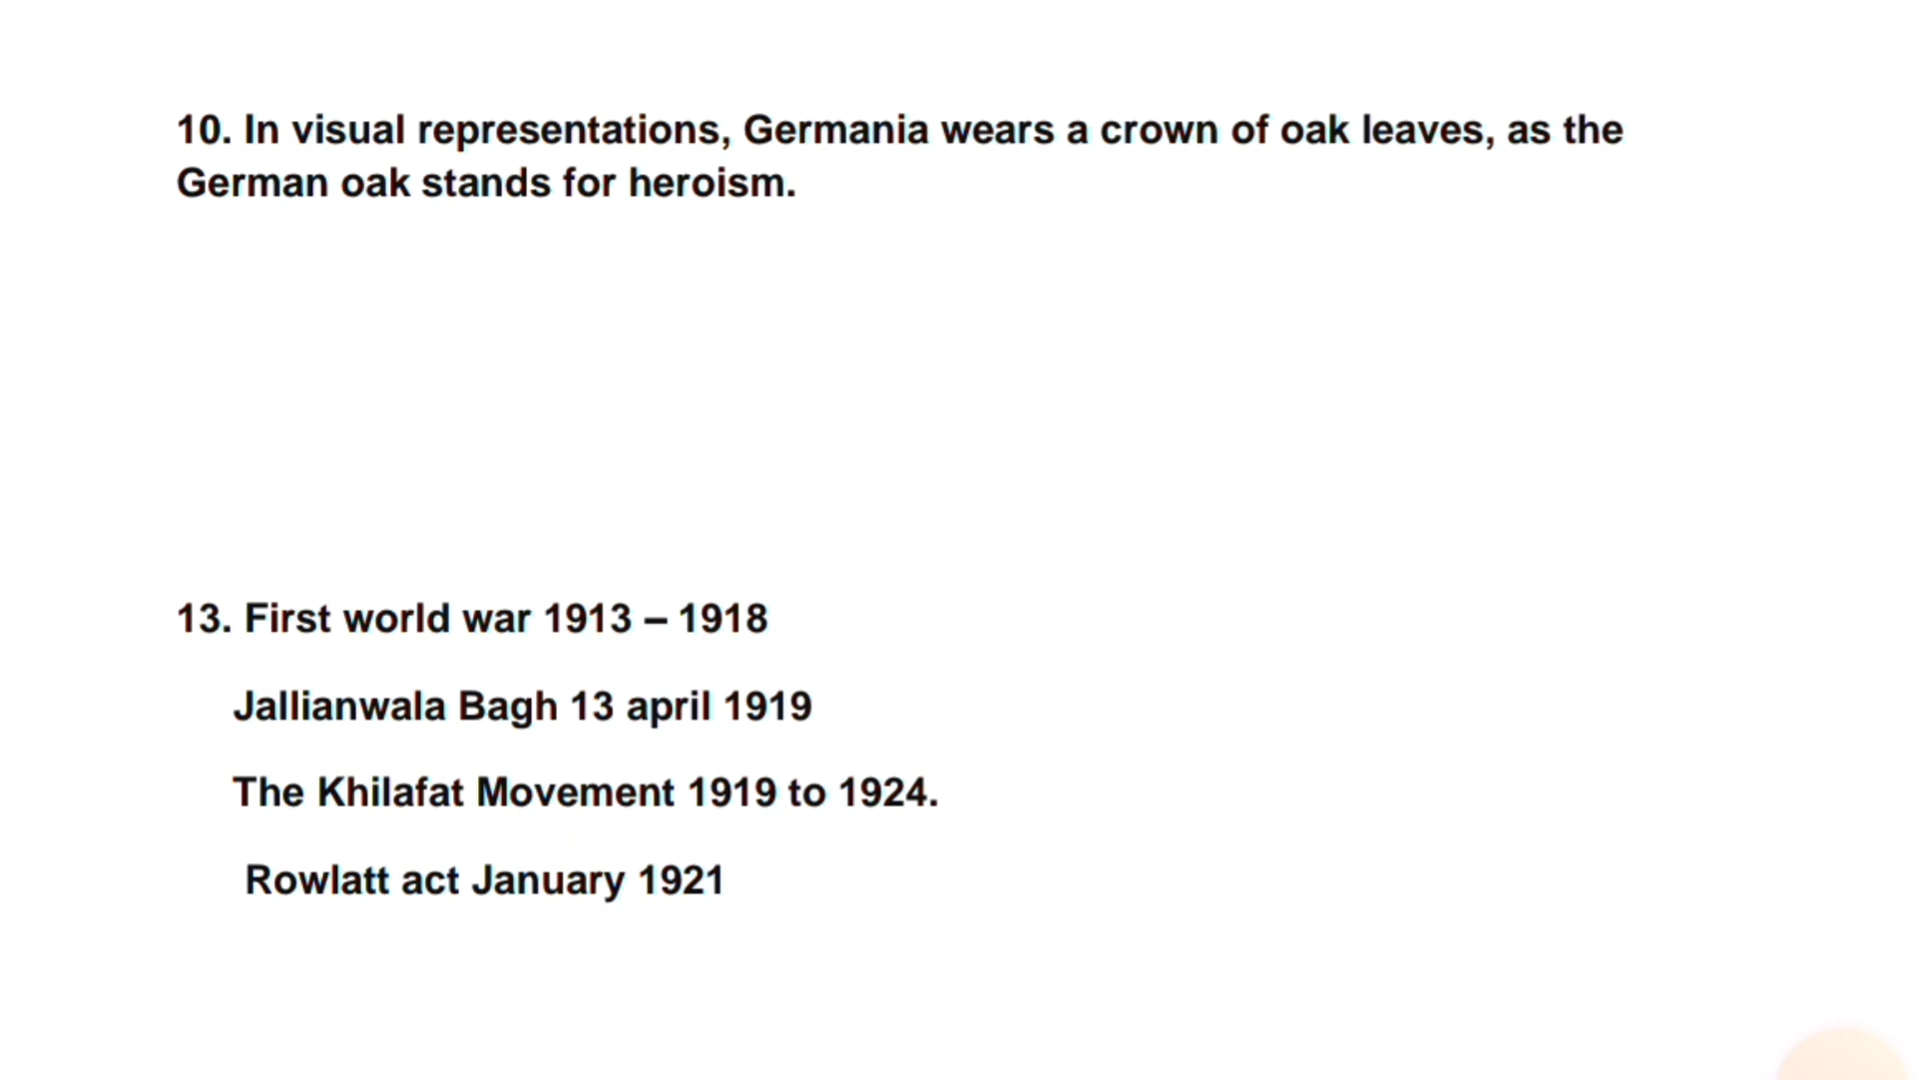 10. In visual representations, Germania wears a crown of oak leaves, as the
German oak stands for heroism.
13. First world war 1913 – 1918
Jallianwala Bagh 13 april 1919
The Khilafat Movement 1919 to 1924.
Rowlatt act January 1921